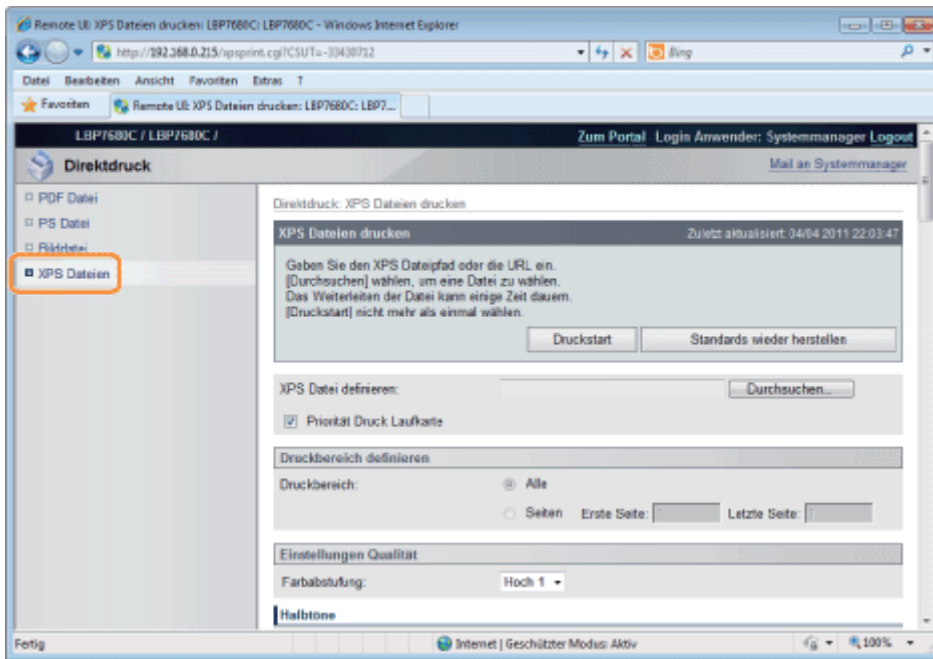 Remote UI: XPS Dateien drucken: LBP7680C: LBP7680C - Windows Internet Explorer
http://192.168.0.215/xpsprint.cgi?CSUT=-33430712
Bing
Datei Bearbeiten Ansicht Favoriten Extras ?
Favoriten Remote UI: XPS Dateien drucken: LBP7680C: LBP7...
LBP7680C / LBP7680C / Zum Portal Login Anwender: Systemmanager Logout
Direktdruck Mail an Systemmanager
PDF Datei
PS Datei
Bilddatei
XPS Dateien
Direktdruck: XPS Dateien drucken
XPS Dateien drucken Zuletzt aktualisiert: 04/04 2011 22:03:47
Geben Sie den XPS Dateipfad oder die URL ein.
[Durchsuchen] wählen, um eine Datei zu wählen.
Das Weiterleiten der Datei kann einige Zeit dauern.
[Druckstart] nicht mehr als einmal wählen.
Druckstart Standards wieder herstellen
XPS Datei definieren: Durchsuchen...
Priorität Druck Laufkarte
Druckbereich definieren
Druckbereich: Alle
Seiten Erste Seite: Letzte Seite:
Einstellungen Qualität
Farbabstufung: Hoch 1
Halbtöne
Fertig Internet | Geschützter Modus: Aktiv 100%